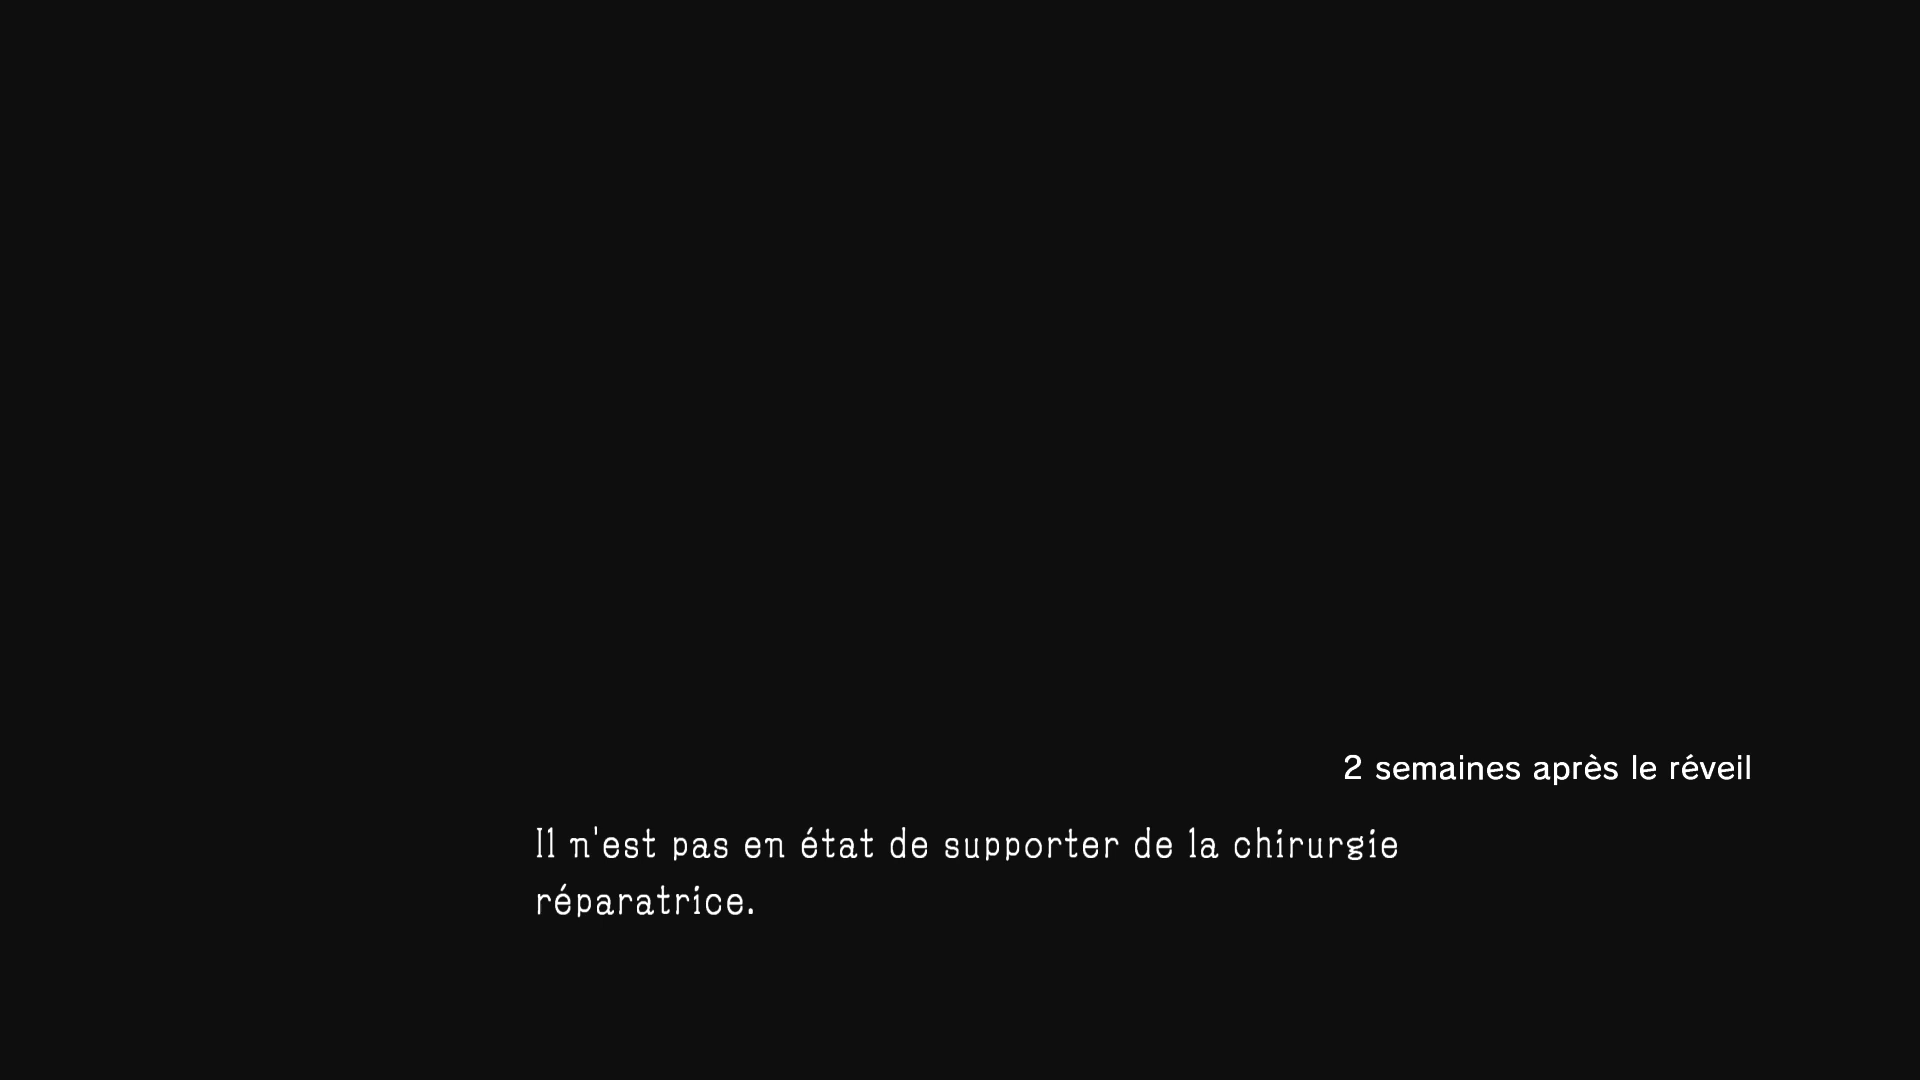 2 semaines après le réveil
Il n'est pas en état de supporter de la chirurgie
réparatrice.